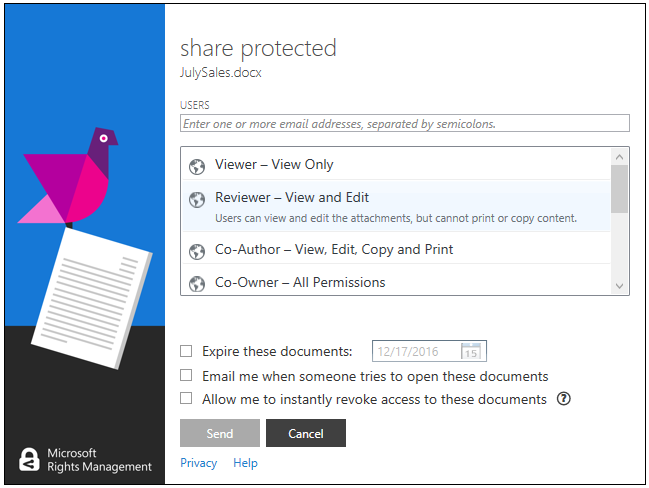 share protected
JulySales.docx
USERS
Enter one or more email addresses, separated by semicolons.
Viewer – View Only
Reviewer – View and Edit
Users can view and edit the attachments, but cannot print or copy content.
Co-Author – View, Edit, Copy and Print
Co-Owner – All Permissions
Expire these documents: 12/17/2016 15
Email me when someone tries to open these documents
Allow me to instantly revoke access to these documents ?
Send Cancel
Privacy Help
Microsoft
Rights Management